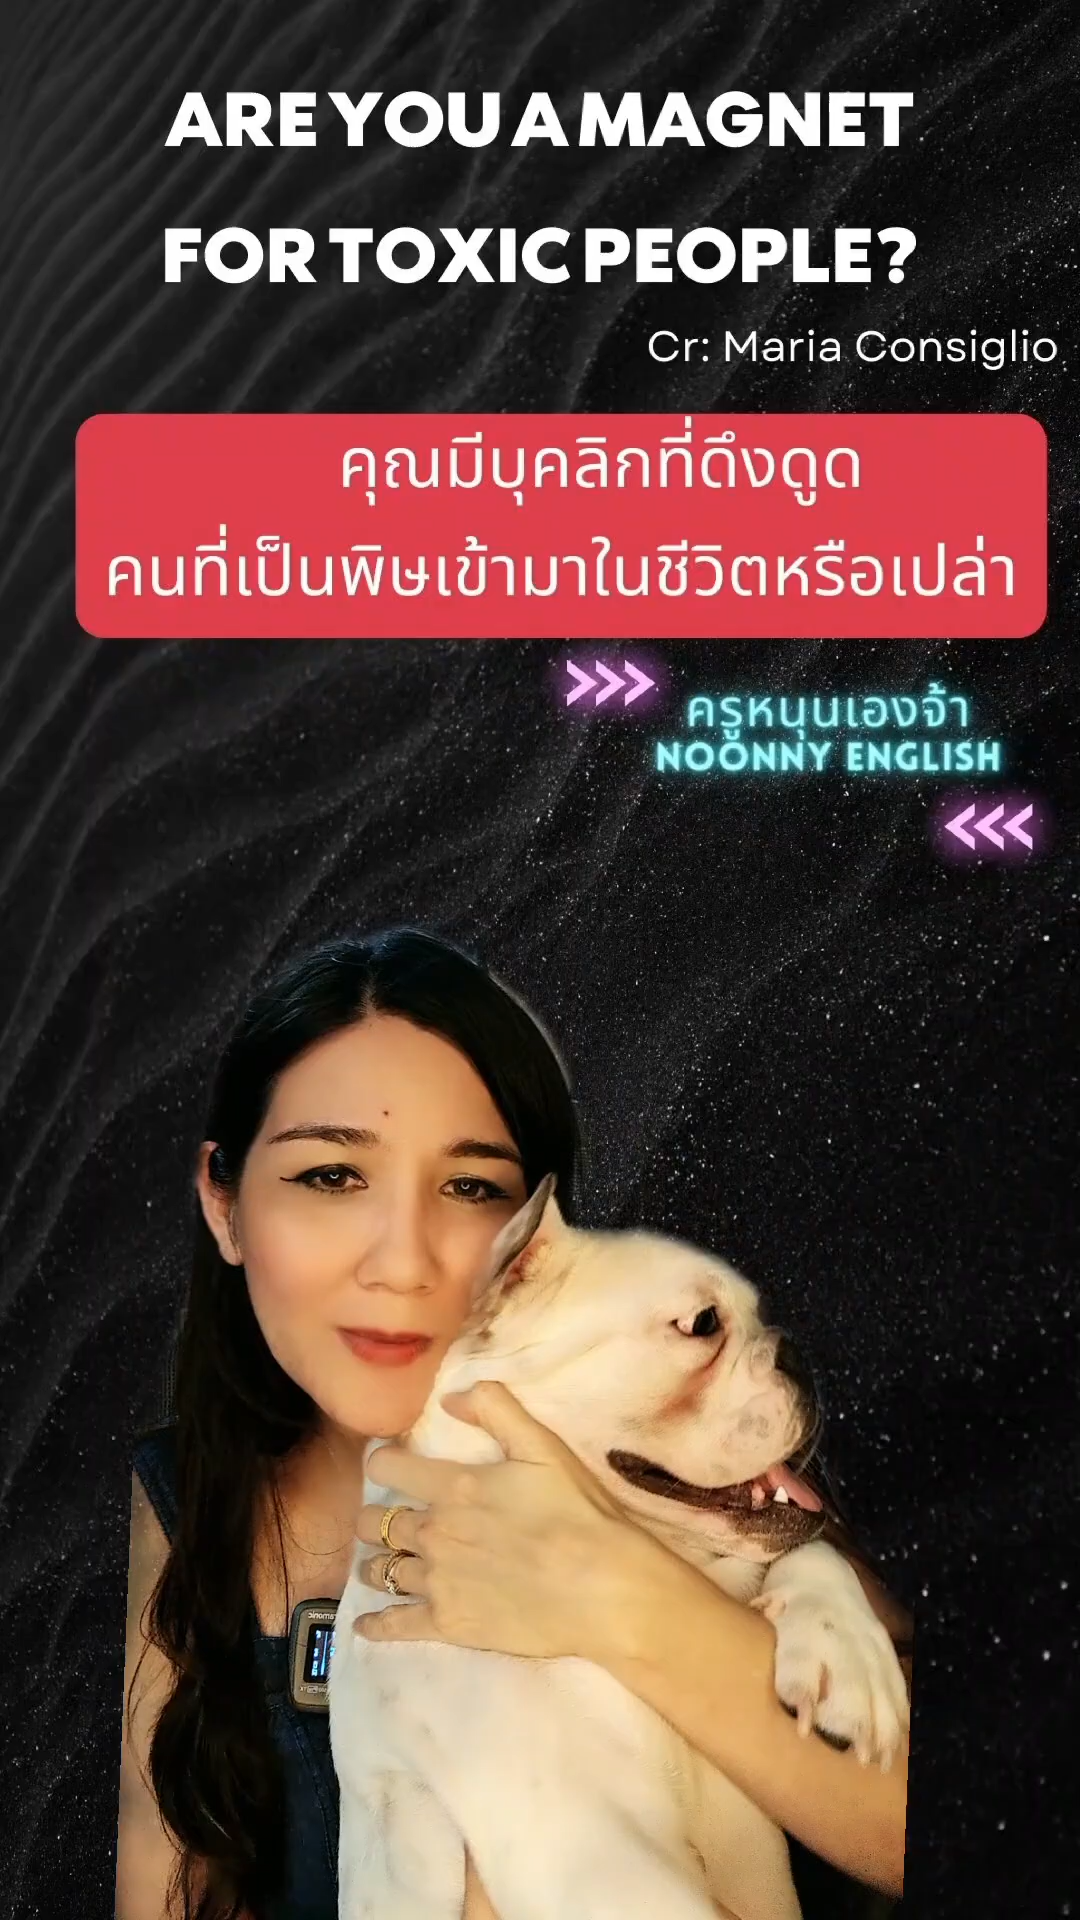 ARE YOU A MAGNET
FOR TOXIC PEOPLE?
Cr: Maria Consiglio
คุณมีบุคลิกที่ดึงดูด
คนที่เป็นพิษเข้ามาในชีวิตหรือเปล่า
>>> ครูหนุนเองจ้า
NOONNY ENGLISH
<<<